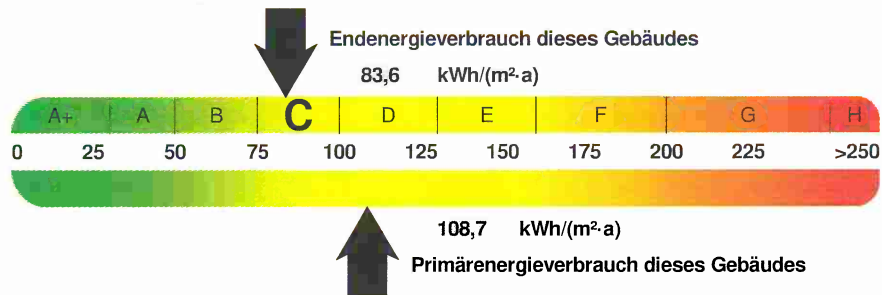 Endenergieverbrauch dieses Gebäudes
83,6 kWh/(m²·a)
A+ A B C D E F G H
0 25 50 75 100 125 150 175 200 225 >250
108,7 kWh/(m²·a)
Primärenergieverbrauch dieses Gebäudes